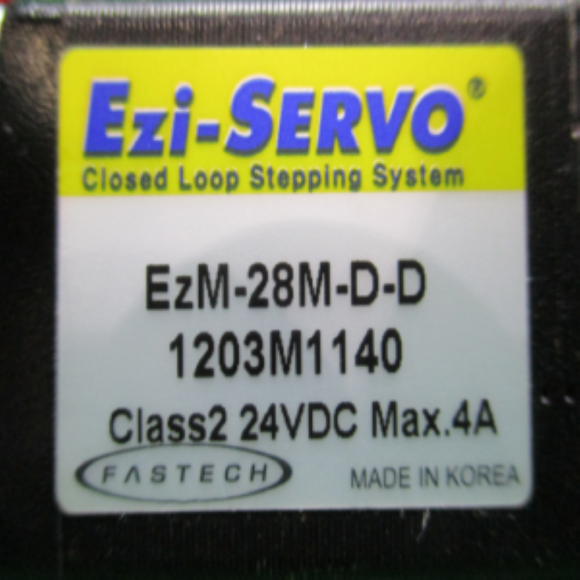 Ezi-SERVO®
Closed Loop Stepping System
EzM-28M-D-D
1203M1140
Class2 24VDC Max.4A
FASTECH MADE IN KOREA